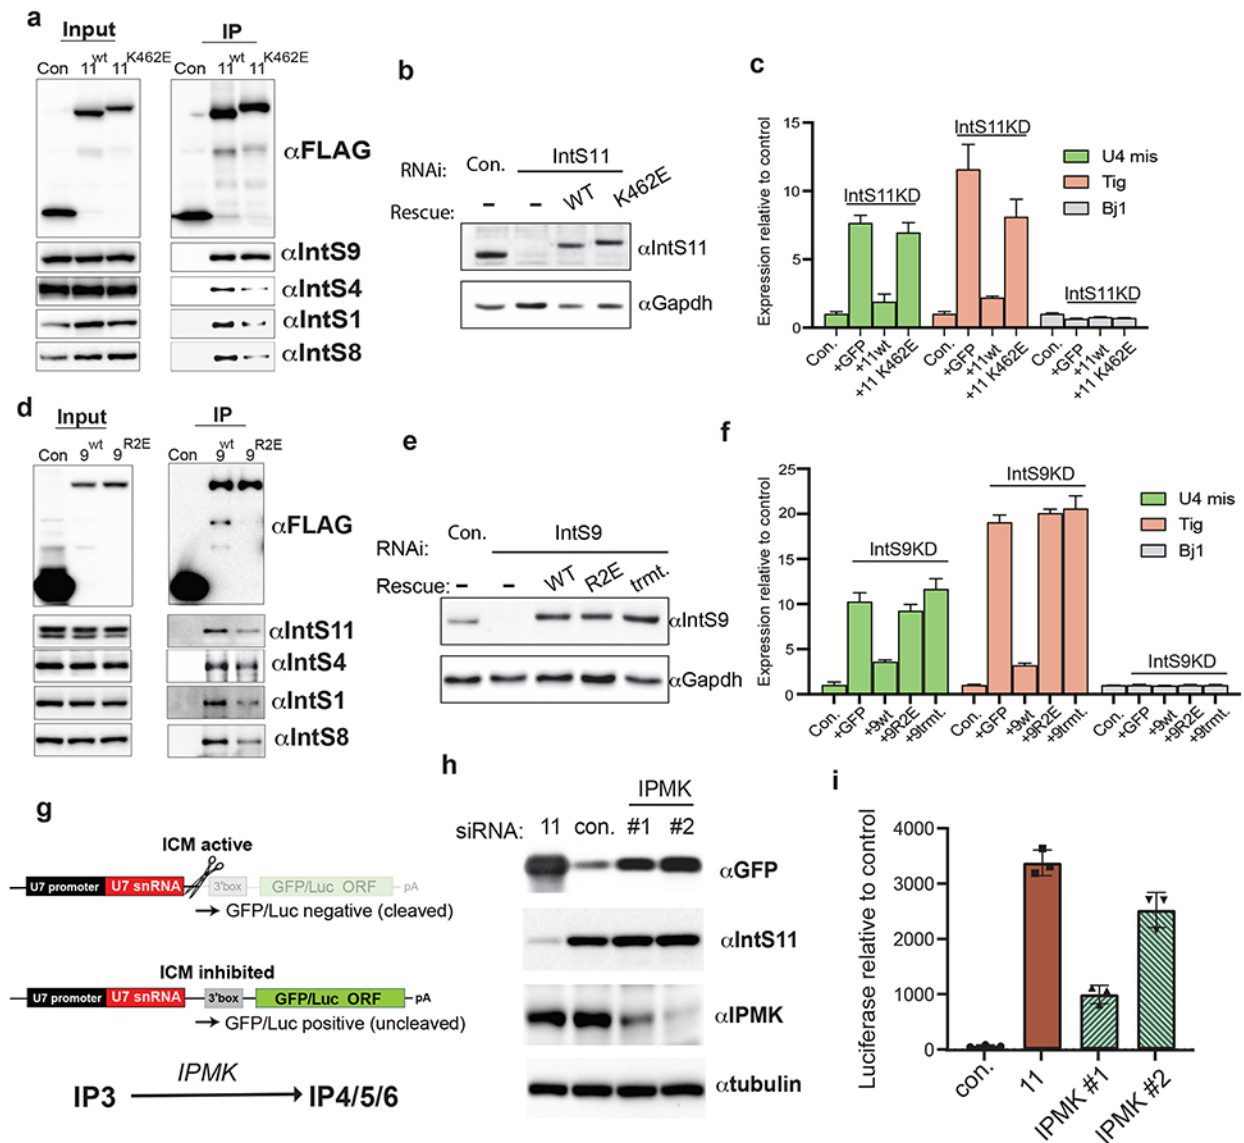 a
Input
IP
Con 11wt 11K462E
Con 11wt 11K462E
αFLAG
αIntS9
αIntS4
αIntS1
αIntS8
b
RNAi: Con. IntS11
Rescue: – – WT K462E
αIntS11
αGapdh
c
Expression relative to control
15
10
5
0
IntS11KD
IntS11KD
IntS11KD
U4 mis
Tig
Bj1
Con. +GFP +11wt +11 K462E
Con. +GFP +11wt +11 K462E
Con. +GFP +11wt +11 K462E
d
Input
IP
Con 9wt 9R2E
Con 9wt 9R2E
αFLAG
αIntS11
αIntS4
αIntS1
αIntS8
e
RNAi: Con. IntS9
Rescue: – – WT R2E trmt.
αIntS9
αGapdh
f
Expression relative to control
25
20
15
10
5
0
IntS9KD
IntS9KD
IntS9KD
U4 mis
Tig
Bj1
Con. +GFP +9wt +9R2E +9trmt.
Con. +GFP +9wt +9R2E +9trmt.
Con. +GFP +9wt +9R2E +9trmt.
g
ICM active
U7 promoter U7 snRNA 3'box GFP/Luc ORF pA
→ GFP/Luc negative (cleaved)
ICM inhibited
U7 promoter U7 snRNA 3'box GFP/Luc ORF pA
→ GFP/Luc positive (uncleaved)
IPMK
IP3 → IP4/5/6
h
IPMK
siRNA: 11 con. #1 #2
αGFP
αIntS11
αIPMK
αtubulin
i
Luciferase relative to control
4000
3000
2000
1000
0
con. 11 IPMK #1 IPMK #2